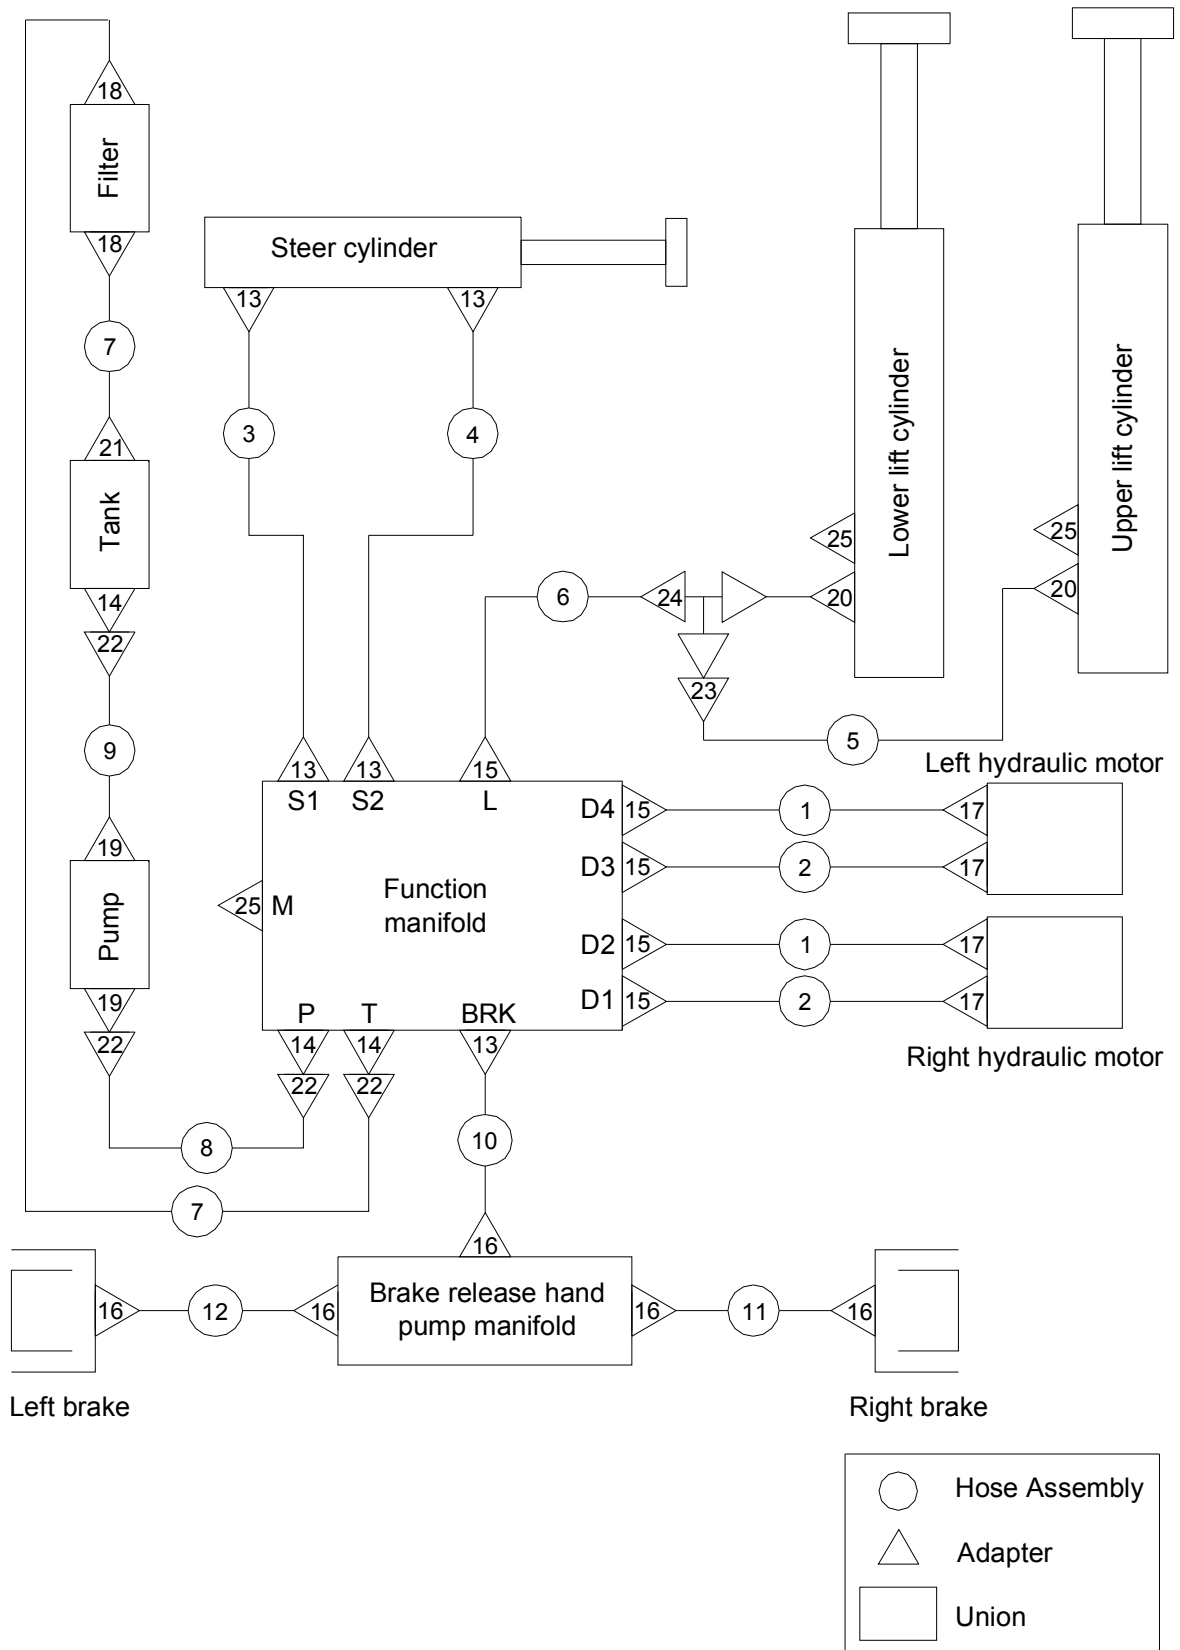 18
Filter
18
7
21
Tank
14
22
9
19
Pump
19
22
8
7
Steer cylinder
13
13
3
4
Lower lift cylinder
25
20
Upper lift cylinder
25
20
6
24
23
5
13
13
15
S1
S2
L
25
M
Function
manifold
D4
15
1
17
D3
15
2
17
D2
15
1
17
D1
15
2
17
Left hydraulic motor
Right hydraulic motor
P
T
BRK
14
14
13
22
22
10
16
Brake release hand
pump manifold
16
12
16
16
11
16
Left brake
Right brake
Hose Assembly
Adapter
Union